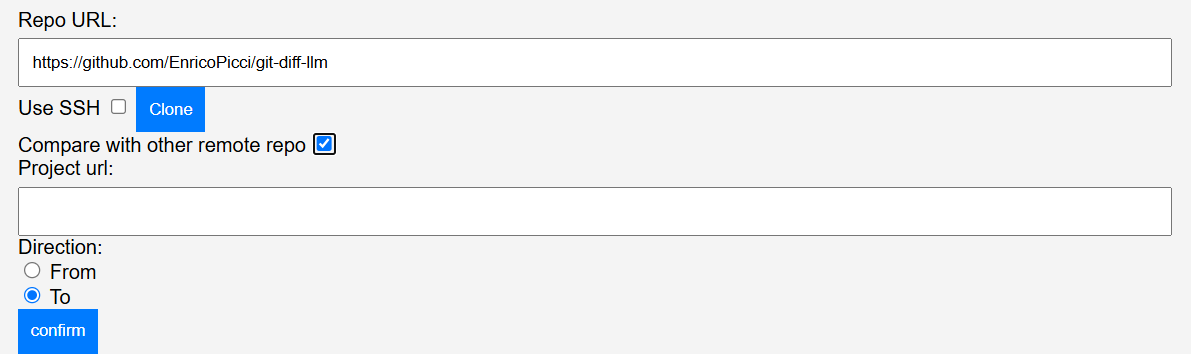 Repo URL:
https://github.com/EnricoPicci/git-diff-llm
Use SSH Clone
Compare with other remote repo
Project url:
Direction:
From
To
confirm